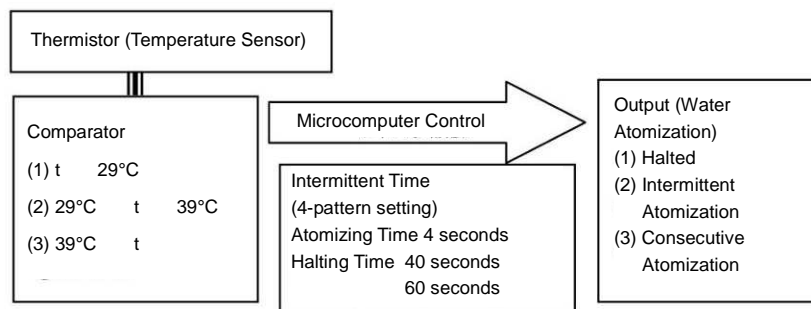 Thermistor (Temperature Sensor)
Comparator
(1) t 29°C
(2) 29°C t 39°C
(3) 39°C t
Microcomputer Control
Intermittent Time
(4-pattern setting)
Atomizing Time 4 seconds
Halting Time 40 seconds
60 seconds
Output (Water
Atomization)
(1) Halted
(2) Intermittent
Atomization
(3) Consecutive
Atomization